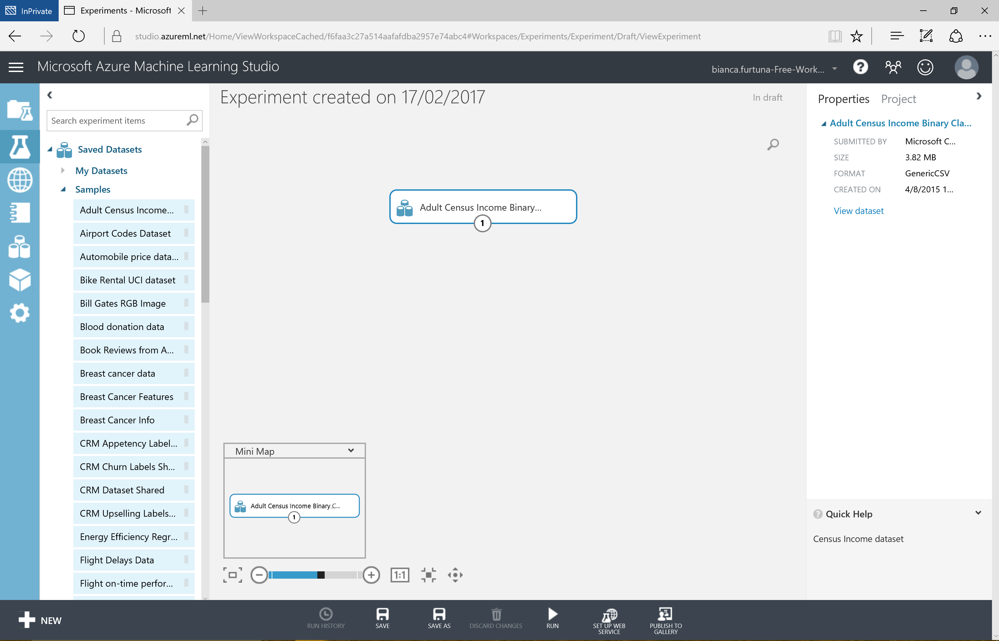 InPrivate
Experiments - Microsoft
studio.azureml.net/Home/ViewWorkspaceCached/f6faa3c27a514aafafdba2957e74abc4#Workspaces/Experiments/Experiment/Draft/ViewExperiment
Microsoft Azure Machine Learning Studio
bianca.furtuna-Free-Work...
Search experiment items
Saved Datasets
My Datasets
Samples
Adult Census Income...
Airport Codes Dataset
Automobile price data...
Bike Rental UCI dataset
Bill Gates RGB Image
Blood donation data
Book Reviews from A...
Breast cancer data
Breast Cancer Features
Breast Cancer Info
CRM Appetency Label...
CRM Churn Labels Sh...
CRM Dataset Shared
CRM Upselling Labels...
Energy Efficiency Regr...
Flight Delays Data
Flight on-time perfor...
Experiment created on 17/02/2017
In draft
Adult Census Income Binary...
1
Mini Map
Adult Census Income Binary C...
1
1:1
Properties Project
Adult Census Income Binary Cla...
SUBMITTED BY Microsoft C...
SIZE 3.82 MB
FORMAT GenericCSV
CREATED ON 4/8/2015 1...
View dataset
Quick Help
Census Income dataset
NEW
RUN HISTORY
SAVE
SAVE AS
DISCARD CHANGES
RUN
SET UP WEB
SERVICE
PUBLISH TO
GALLERY